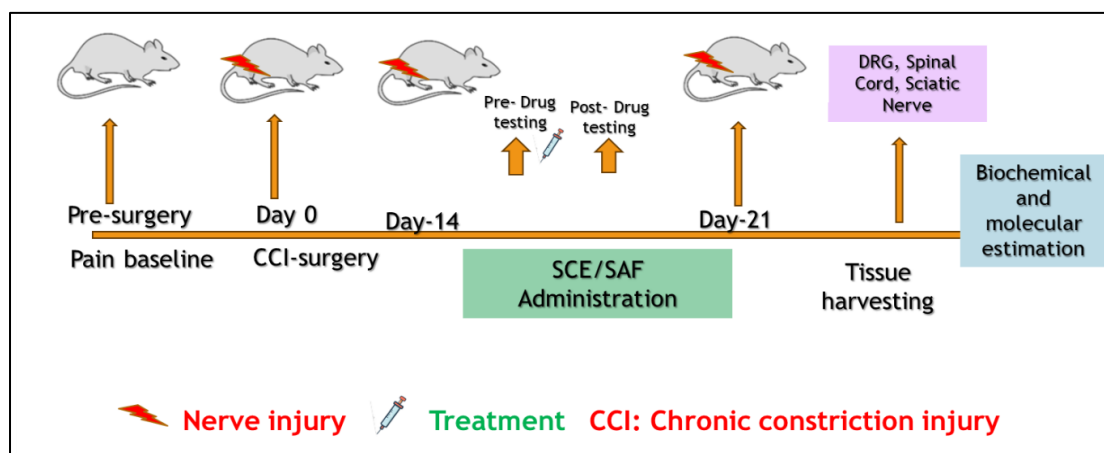 Pre- Drug
testing
Post- Drug
testing
DRG, Spinal
Cord, Sciatic
Nerve
Pre-surgery
Day 0
Day-14
Day-21
Biochemical
and
molecular
estimation
Pain baseline
CCI-surgery
SCE/SAF
Administration
Tissue
harvesting
Nerve injury
Treatment
CCI: Chronic constriction injury